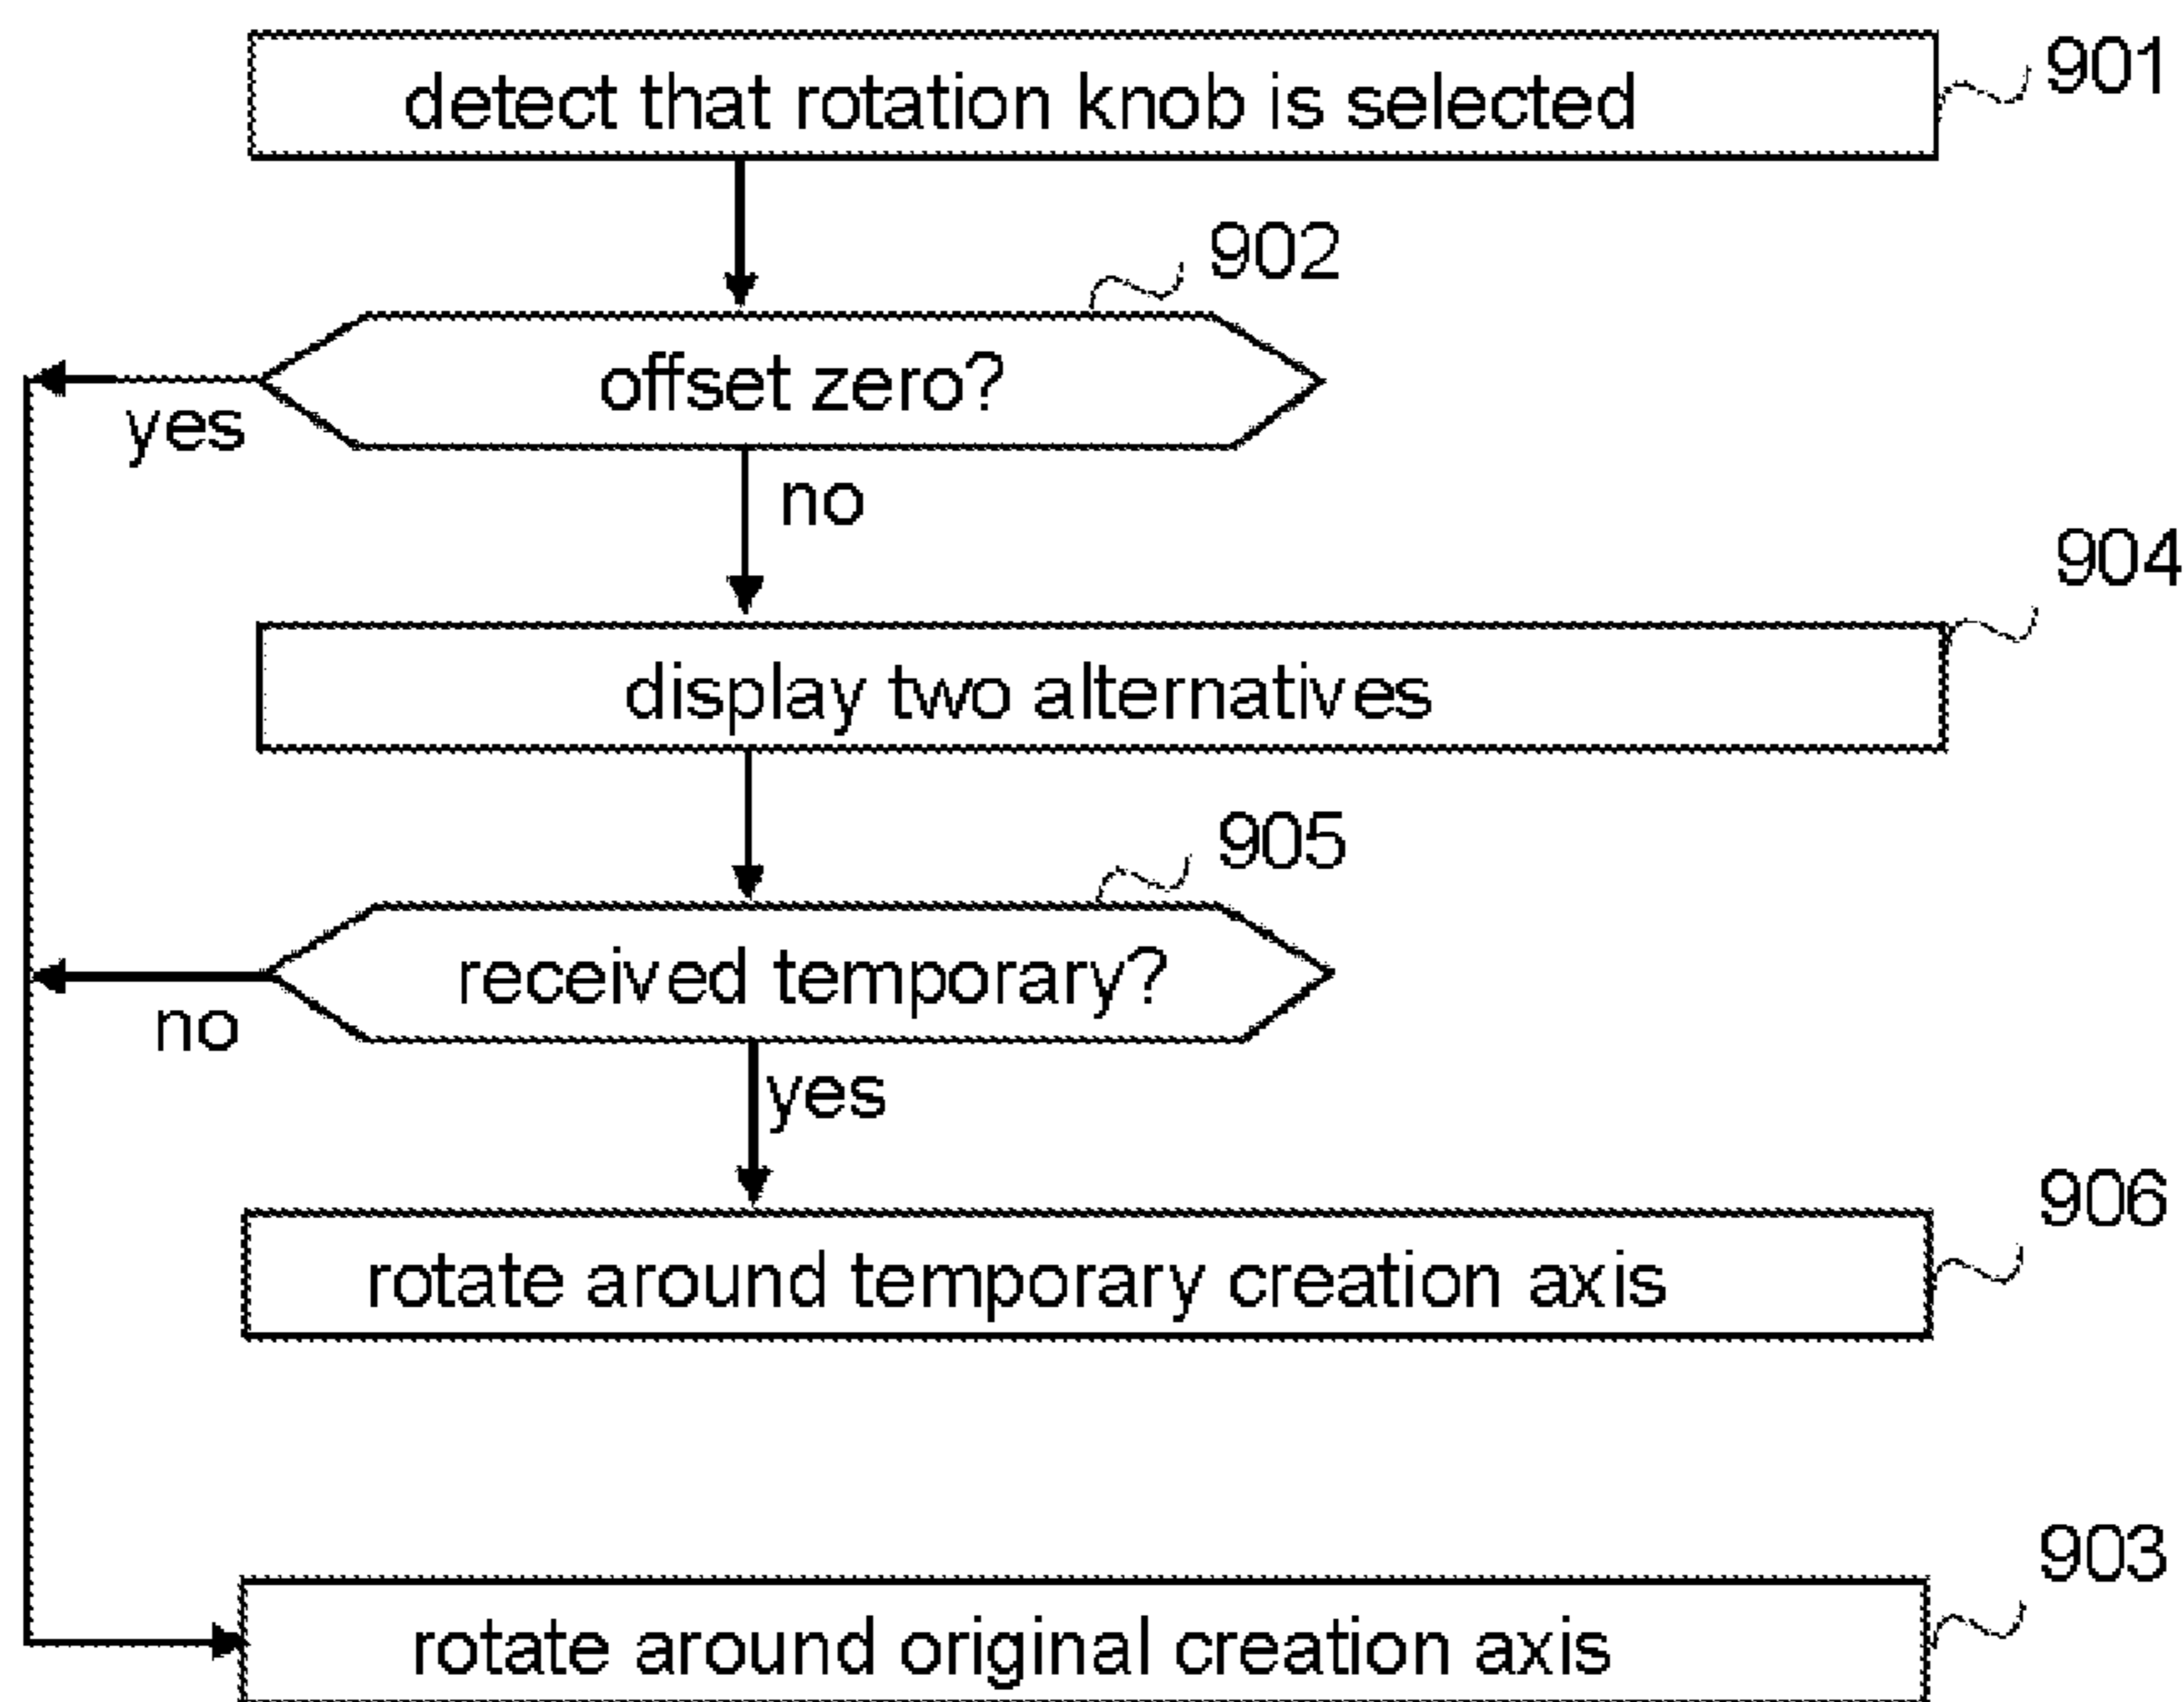 detect that rotation knob is selected
901
902
offset zero?
yes
no
904
display two alternatives
905
received temporary?
no
yes
906
rotate around temporary creation axis
903
rotate around original creation axis